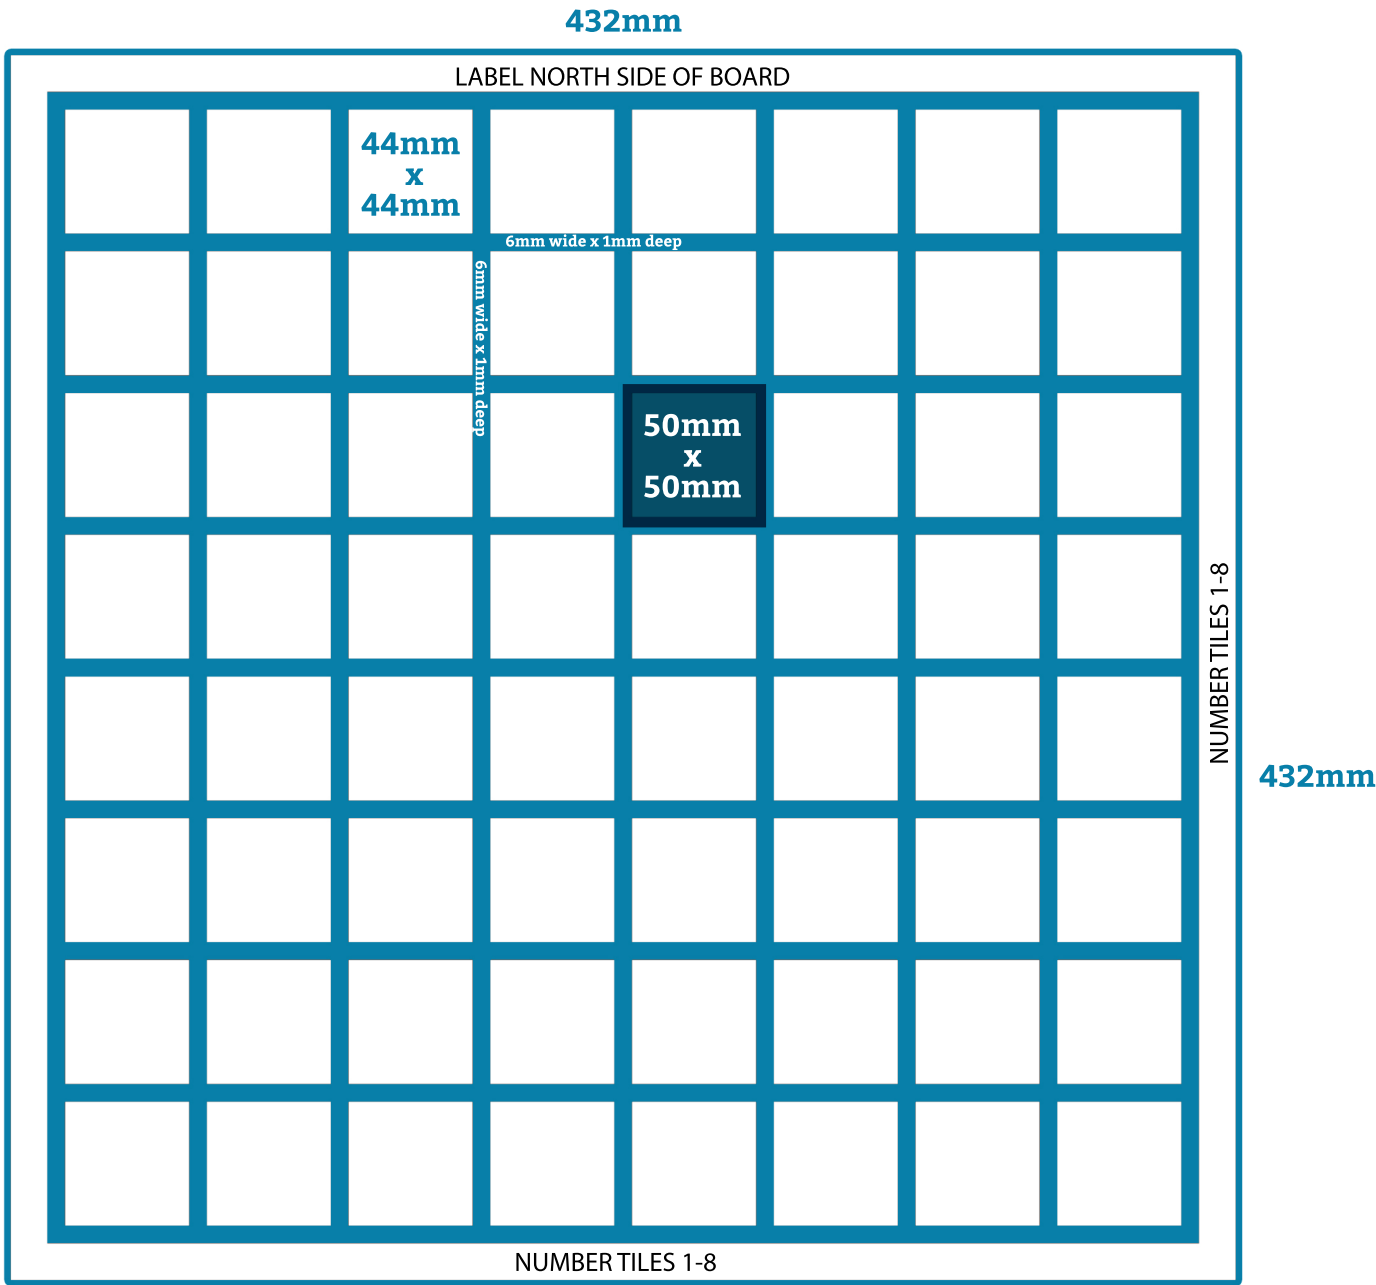 432mm
LABEL NORTH SIDE OF BOARD
44mm
x
44mm
6mm wide x 1mm deep
6mm wide x 1mm deep
50mm
x
50mm
NUMBER TILES 1-8
432mm
NUMBER TILES 1-8